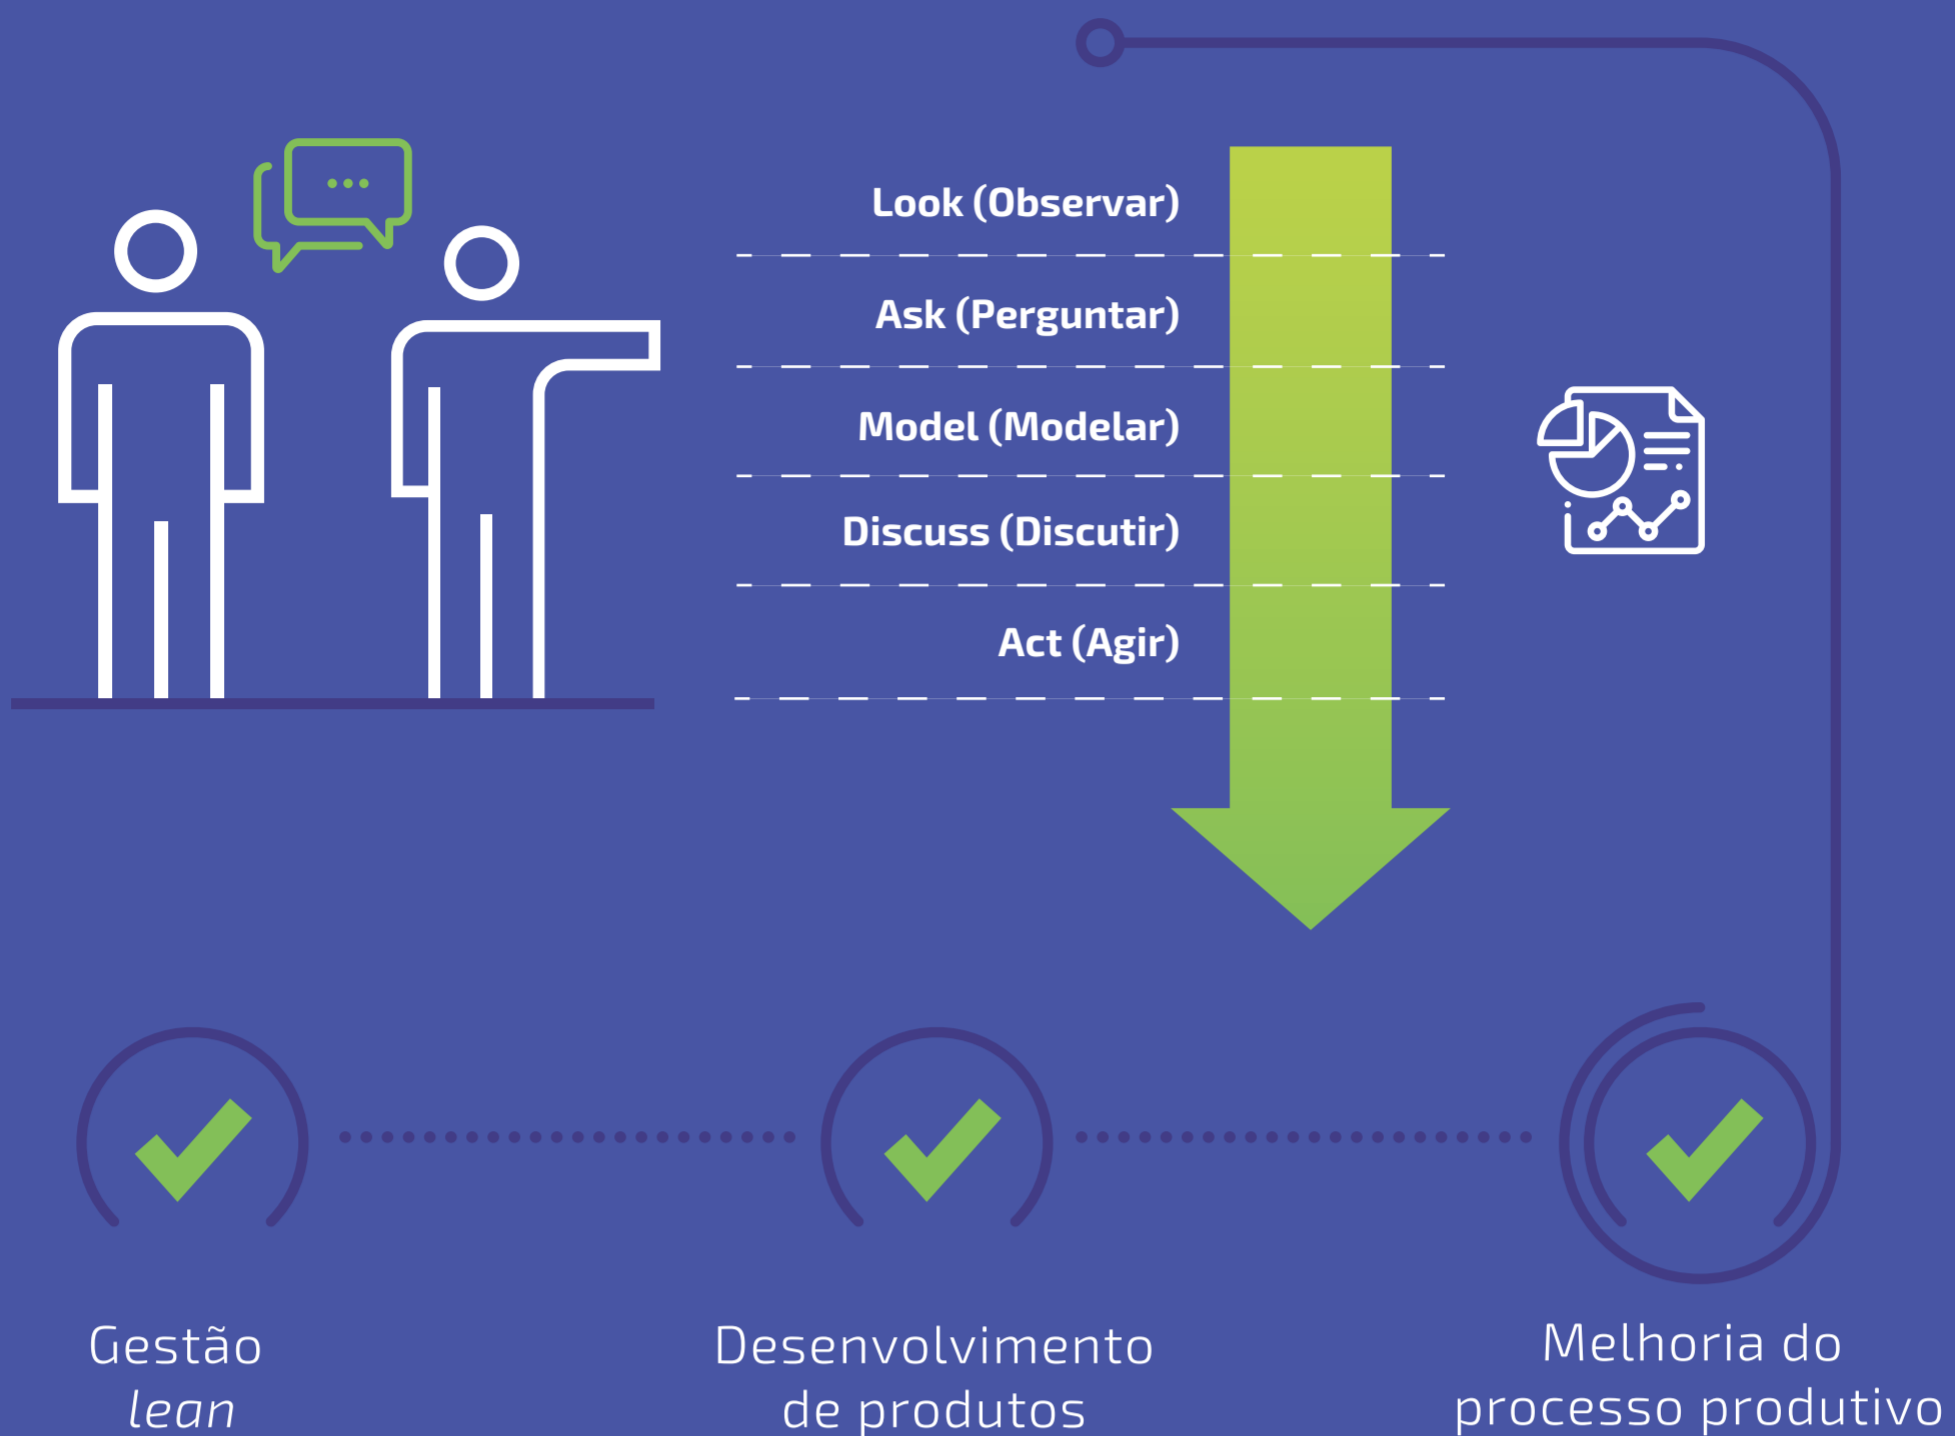 Look (Observar)
Ask (Perguntar)
Model (Modelar)
Discuss (Discutir)
Act (Agir)
Gestão
lean
Desenvolvimento
de produtos
Melhoria do
processo produtivo